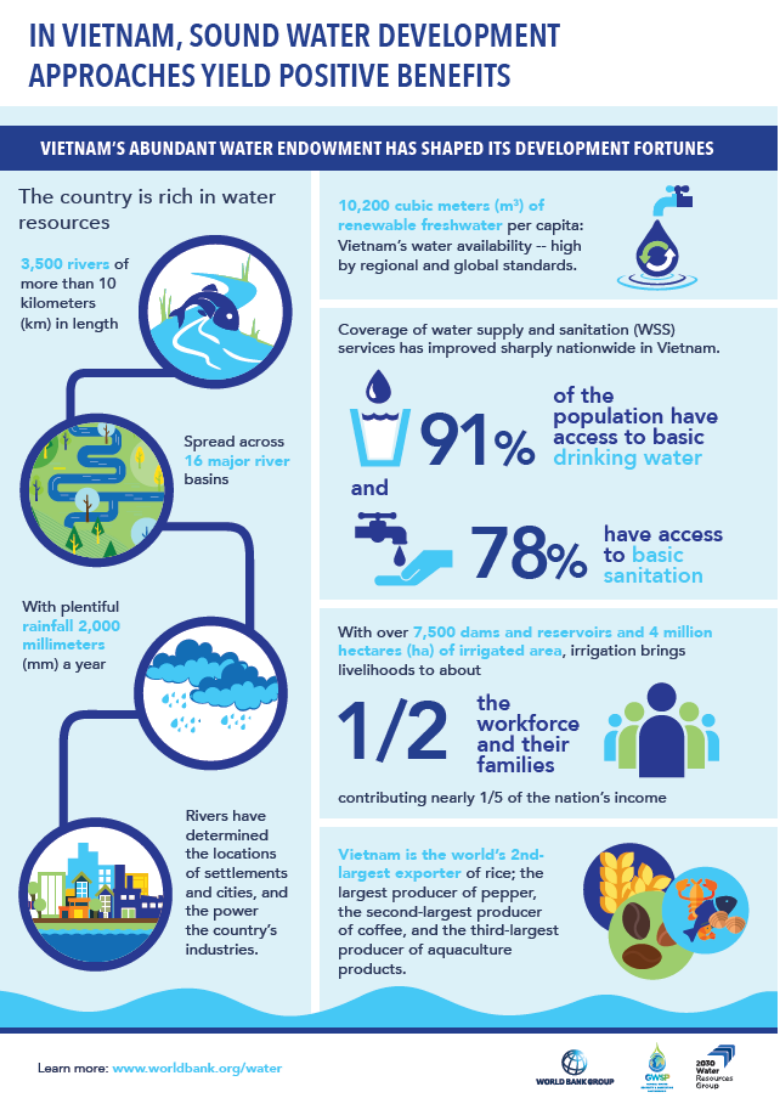 IN VIETNAM, SOUND WATER DEVELOPMENT
APPROACHES YIELD POSITIVE BENEFITS
VIETNAM'S ABUNDANT WATER ENDOWMENT HAS SHAPED ITS DEVELOPMENT FORTUNES
The country is rich in water
resources
3,500 rivers of
more than 10
kilometers
(km) in length
Spread across
16 major river
basins
With plentiful
rainfall 2,000
millimeters
(mm) a year
Rivers have
determined
the locations
of settlements
and cities, and
the power
the country's
industries.
10,200 cubic meters (m³) of
renewable freshwater per capita:
Vietnam's water availability -- high
by regional and global standards.
Coverage of water supply and sanitation (WSS)
services has improved sharply nationwide in Vietnam.
91%
of the
population have
access to basic
drinking water
and
78%
have access
to basic
sanitation
With over 7,500 dams and reservoirs and 4 million
hectares (ha) of irrigated area, irrigation brings
livelihoods to about
1/2
the
workforce
and their
families
contributing nearly 1/5 of the nation's income
Vietnam is the world's 2nd-
largest exporter of rice; the
largest producer of pepper,
the second-largest producer
of coffee, and the third-largest
producer of aquaculture
products.
Learn more: www.worldbank.org/water
WORLD BANK GROUP
GWSP
2030
Water
Resources
Group